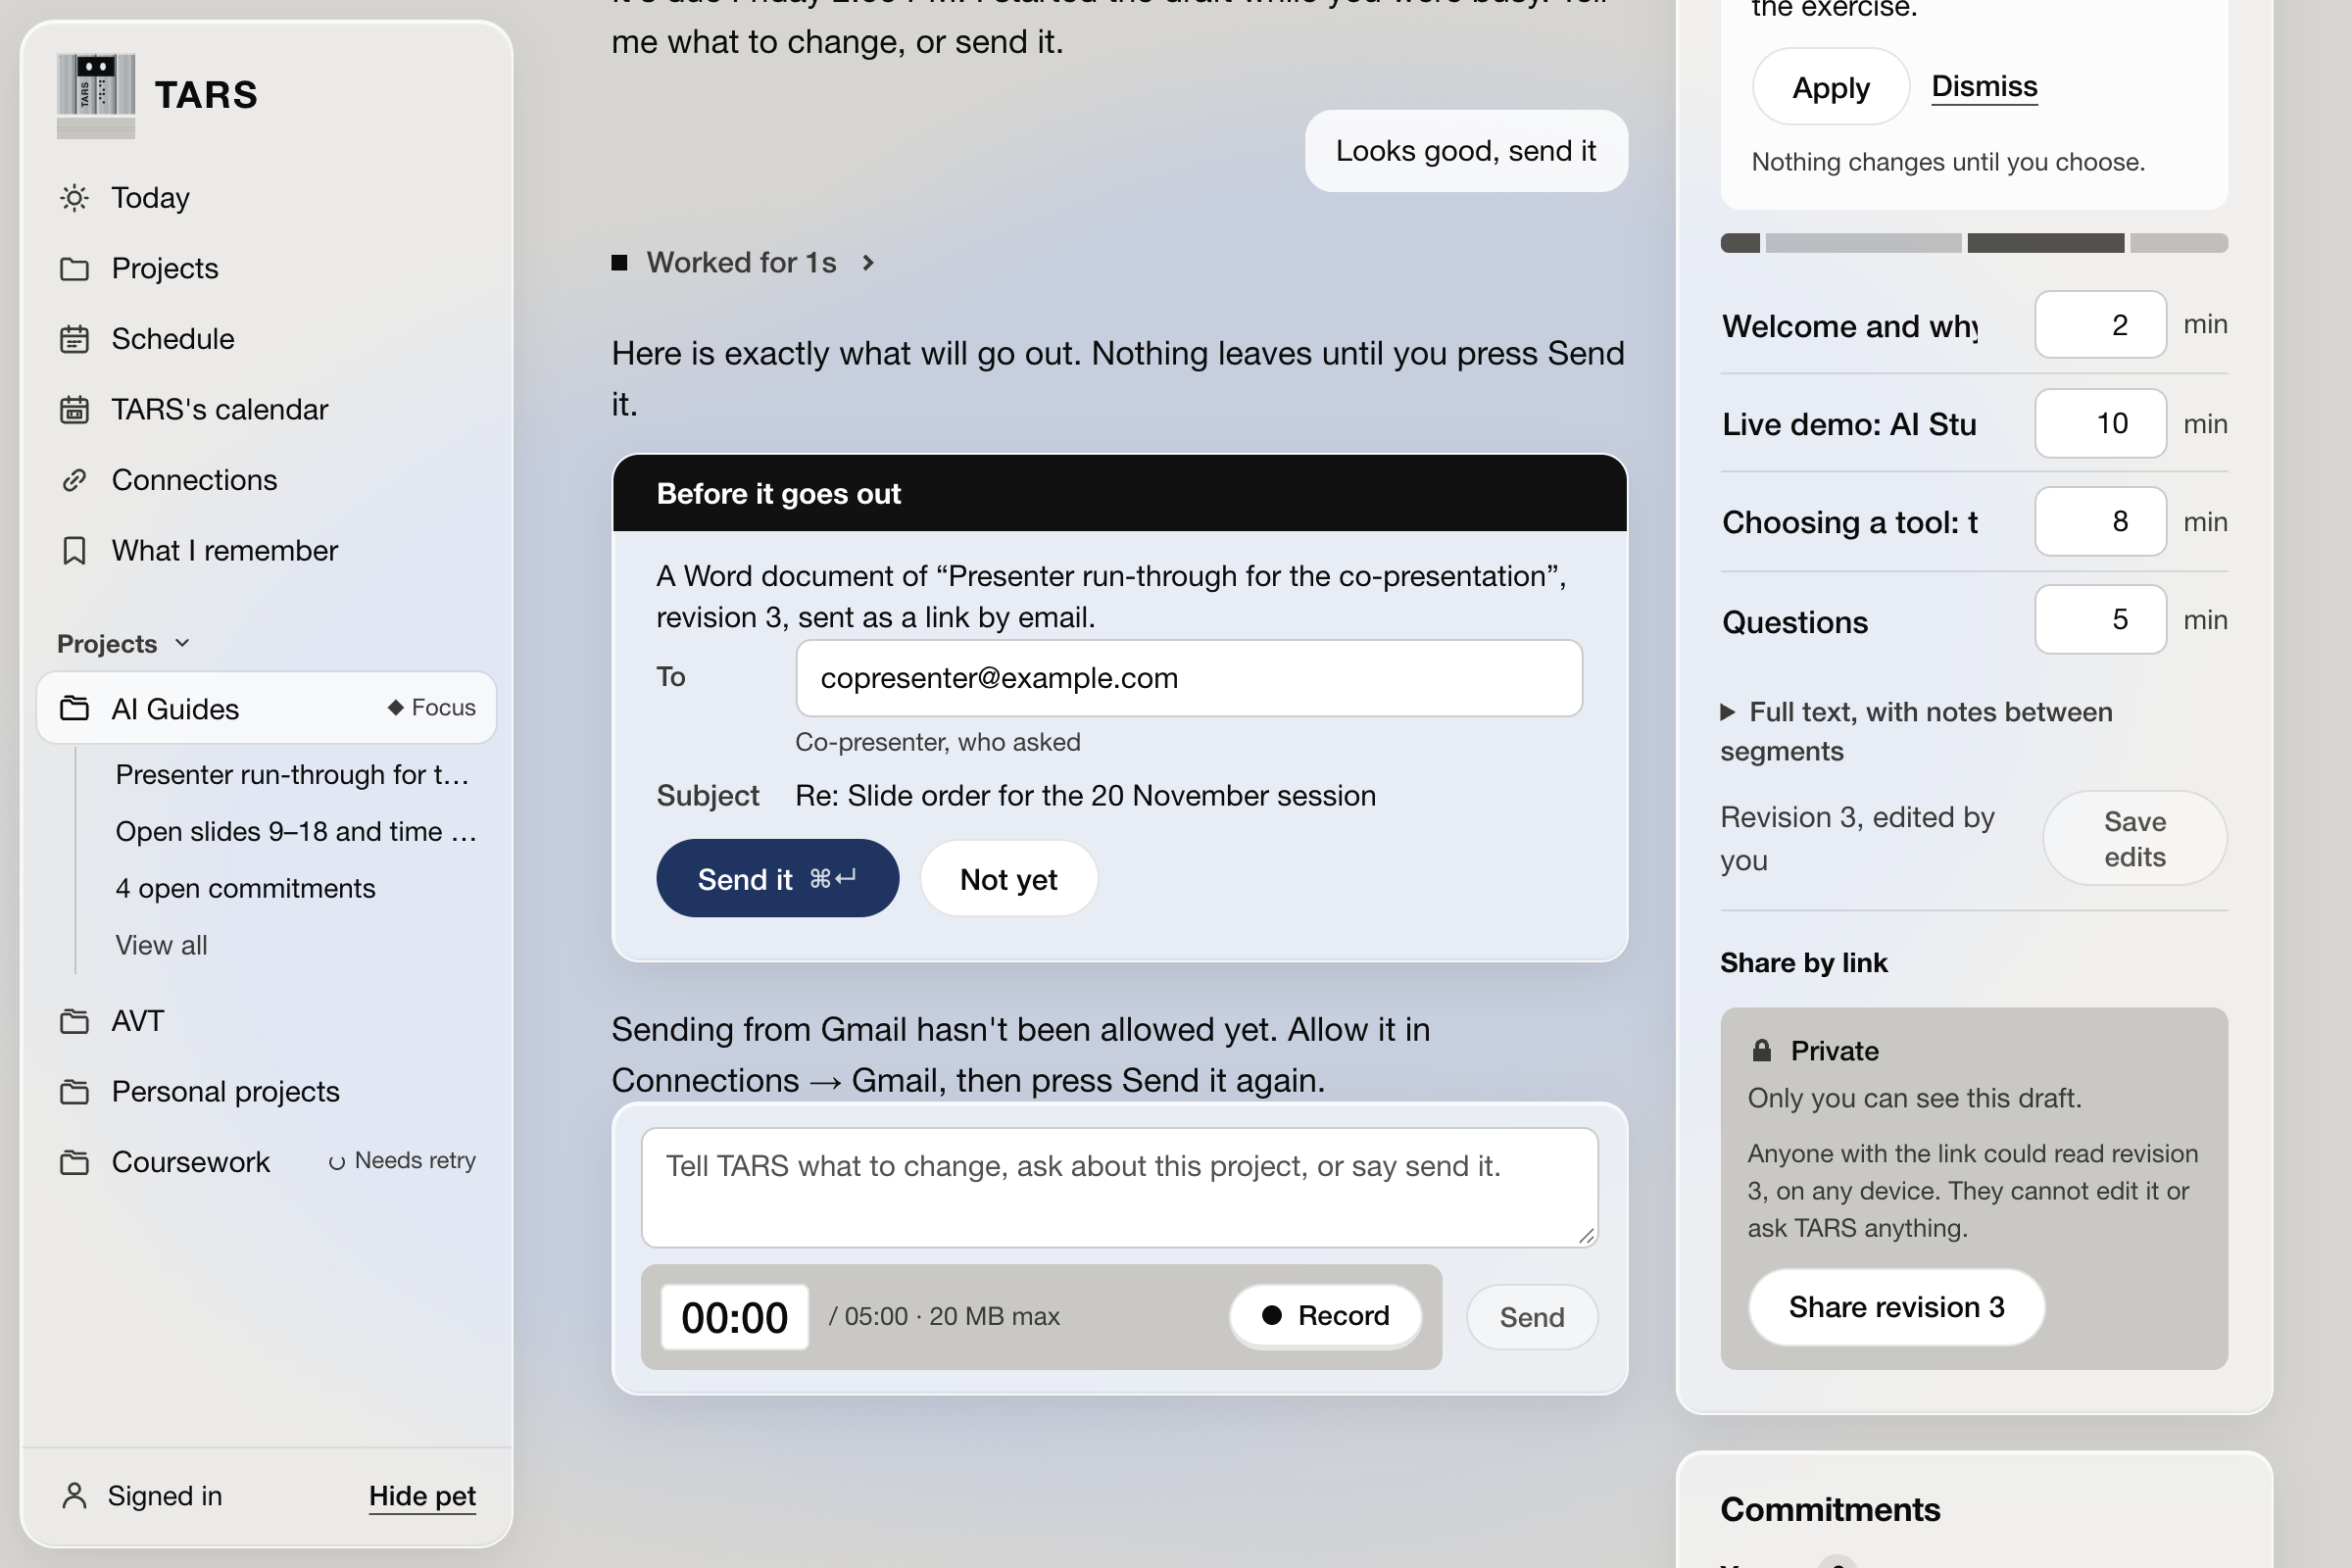 TARS
TARS
Today
Projects
Schedule
TARS's calendar
Connections
What I remember
Projects
AI Guides
Focus
Presenter run-through for t…
Open slides 9–18 and time …
4 open commitments
View all
AVT
Personal projects
Coursework
Needs retry
Signed in
Hide pet
me what to change, or send it.
Looks good, send it
Worked for 1s
Here is exactly what will go out. Nothing leaves until you press Send
it.
Before it goes out
A Word document of “Presenter run-through for the co-presentation”,
revision 3, sent as a link by email.
To
copresenter@example.com
Co-presenter, who asked
Subject
Re: Slide order for the 20 November session
Send it ⌘↵
Not yet
Sending from Gmail hasn't been allowed yet. Allow it in
Connections → Gmail, then press Send it again.
Tell TARS what to change, ask about this project, or say send it.
00:00
/ 05:00 · 20 MB max
Record
Send
the exercise.
Apply
Dismiss
Nothing changes until you choose.
Welcome and why
2 min
Live demo: AI Stu
10 min
Choosing a tool: t
8 min
Questions
5 min
Full text, with notes between
segments
Revision 3, edited by
you
Save
edits
Share by link
Private
Only you can see this draft.
Anyone with the link could read revision
3, on any device. They cannot edit it or
ask TARS anything.
Share revision 3
Commitments